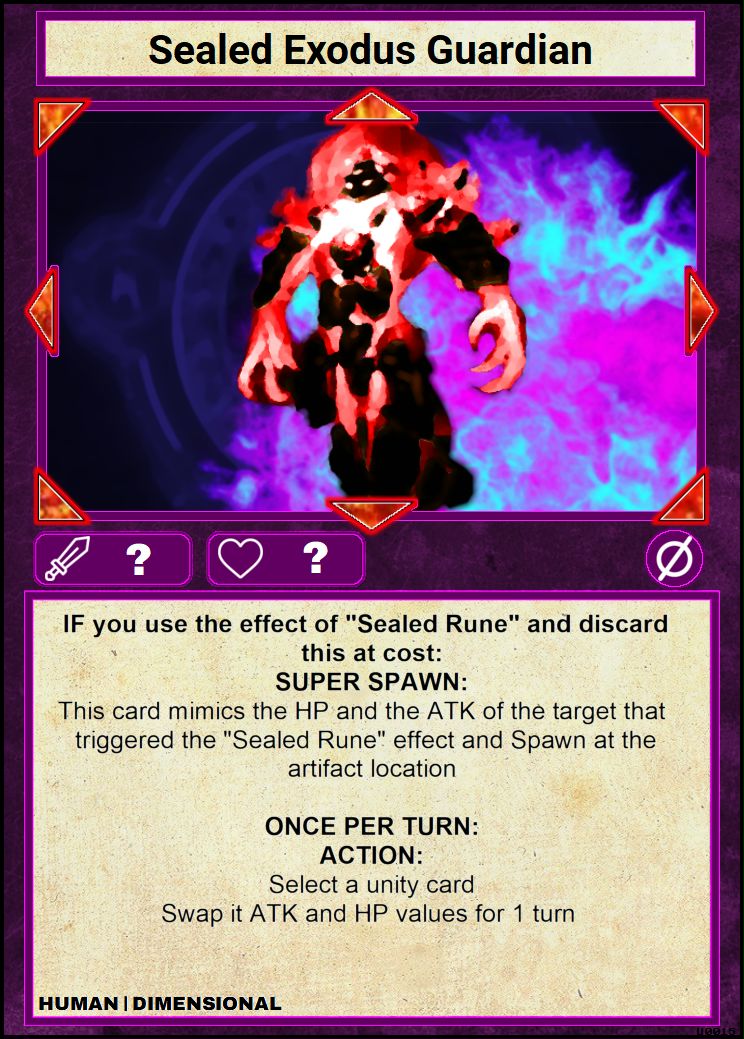 Sealed Exodus Guardian
?
?
IF you use the effect of "Sealed Rune" and discard
this at cost:
SUPER SPAWN:
This card mimics the HP and the ATK of the target that
triggered the "Sealed Rune" effect and Spawn at the
artifact location
ONCE PER TURN:
ACTION:
Select a unity card
Swap it ATK and HP values for 1 turn
HUMAN | DIMENSIONAL